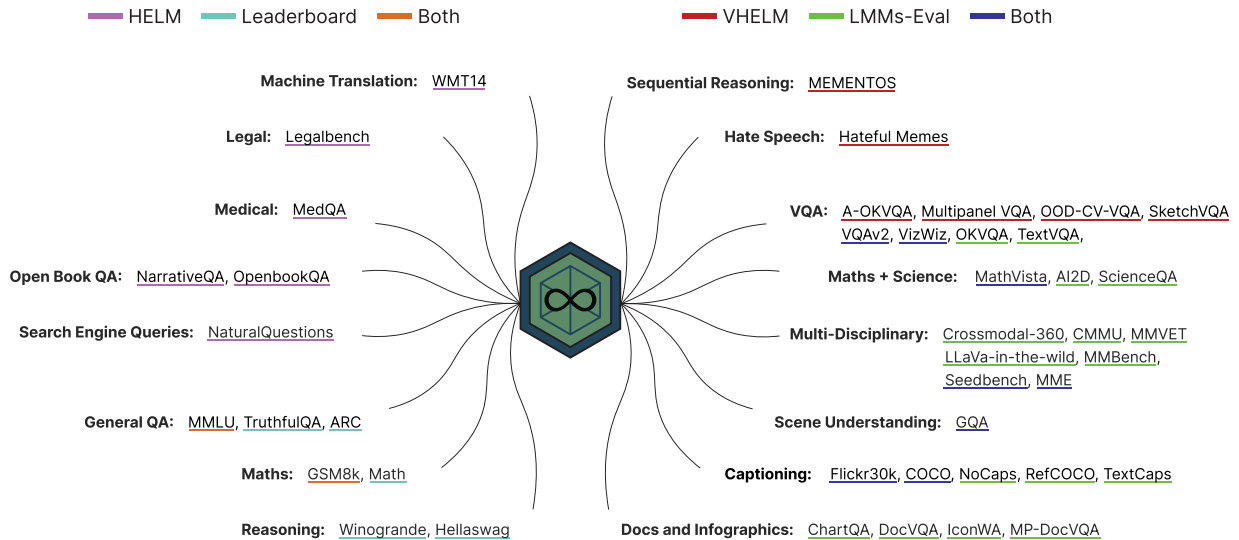 HELM Leaderboard Both
VHELM LMMs-Eval Both
Machine Translation: WMT14
Legal: Legalbench
Medical: MedQA
Open Book QA: NarrativeQA, OpenbookQA
Search Engine Queries: NaturalQuestions
General QA: MMLU, TruthfulQA, ARC
Maths: GSM8k, Math
Reasoning: Winogrande, Hellaswag
Sequential Reasoning: MEMENTOS
Hate Speech: Hateful Memes
VQA: A-OKVQA, Multipanel VQA, OOD-CV-VQA, SketchVQA
VQAv2, VizWiz, OKVQA, TextVQA,
Maths + Science: MathVista, AI2D, ScienceQA
Multi-Disciplinary: Crossmodal-360, CMMU, MMVET
LLaVa-in-the-wild, MMBench,
Seedbench, MME
Scene Understanding: GQA
Captioning: Flickr30k, COCO, NoCaps, RefCOCO, TextCaps
Docs and Infographics: ChartQA, DocVQA, IconWA, MP-DocVQA